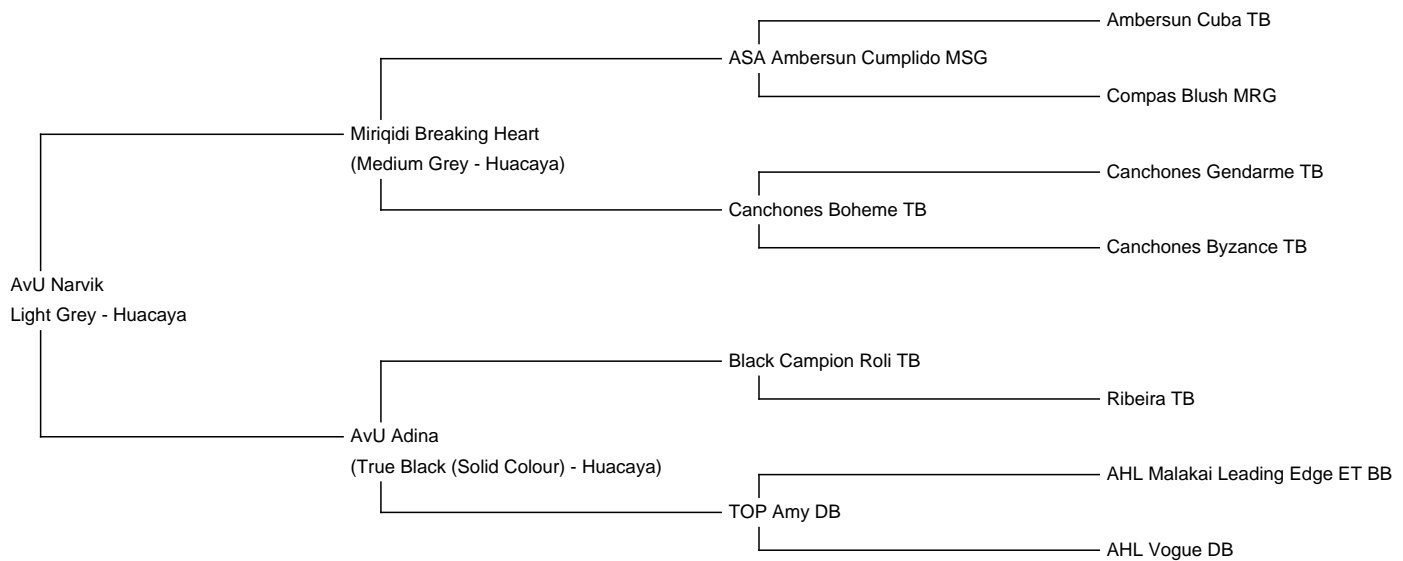 Ambersun Cuba TB
ASA Ambersun Cumplido MSG
Compas Blush MRG
Miriqidi Breaking Heart
(Medium Grey - Huacaya)
Canchones Gendarme TB
Canchones Boheme TB
Canchones Byzance TB
AvU Narvik
Light Grey - Huacaya
Black Campion Roli TB
Ribeira TB
AvU Adina
(True Black (Solid Colour) - Huacaya)
AHL Malakai Leading Edge ET BB
TOP Amy DB
AHL Vogue DB